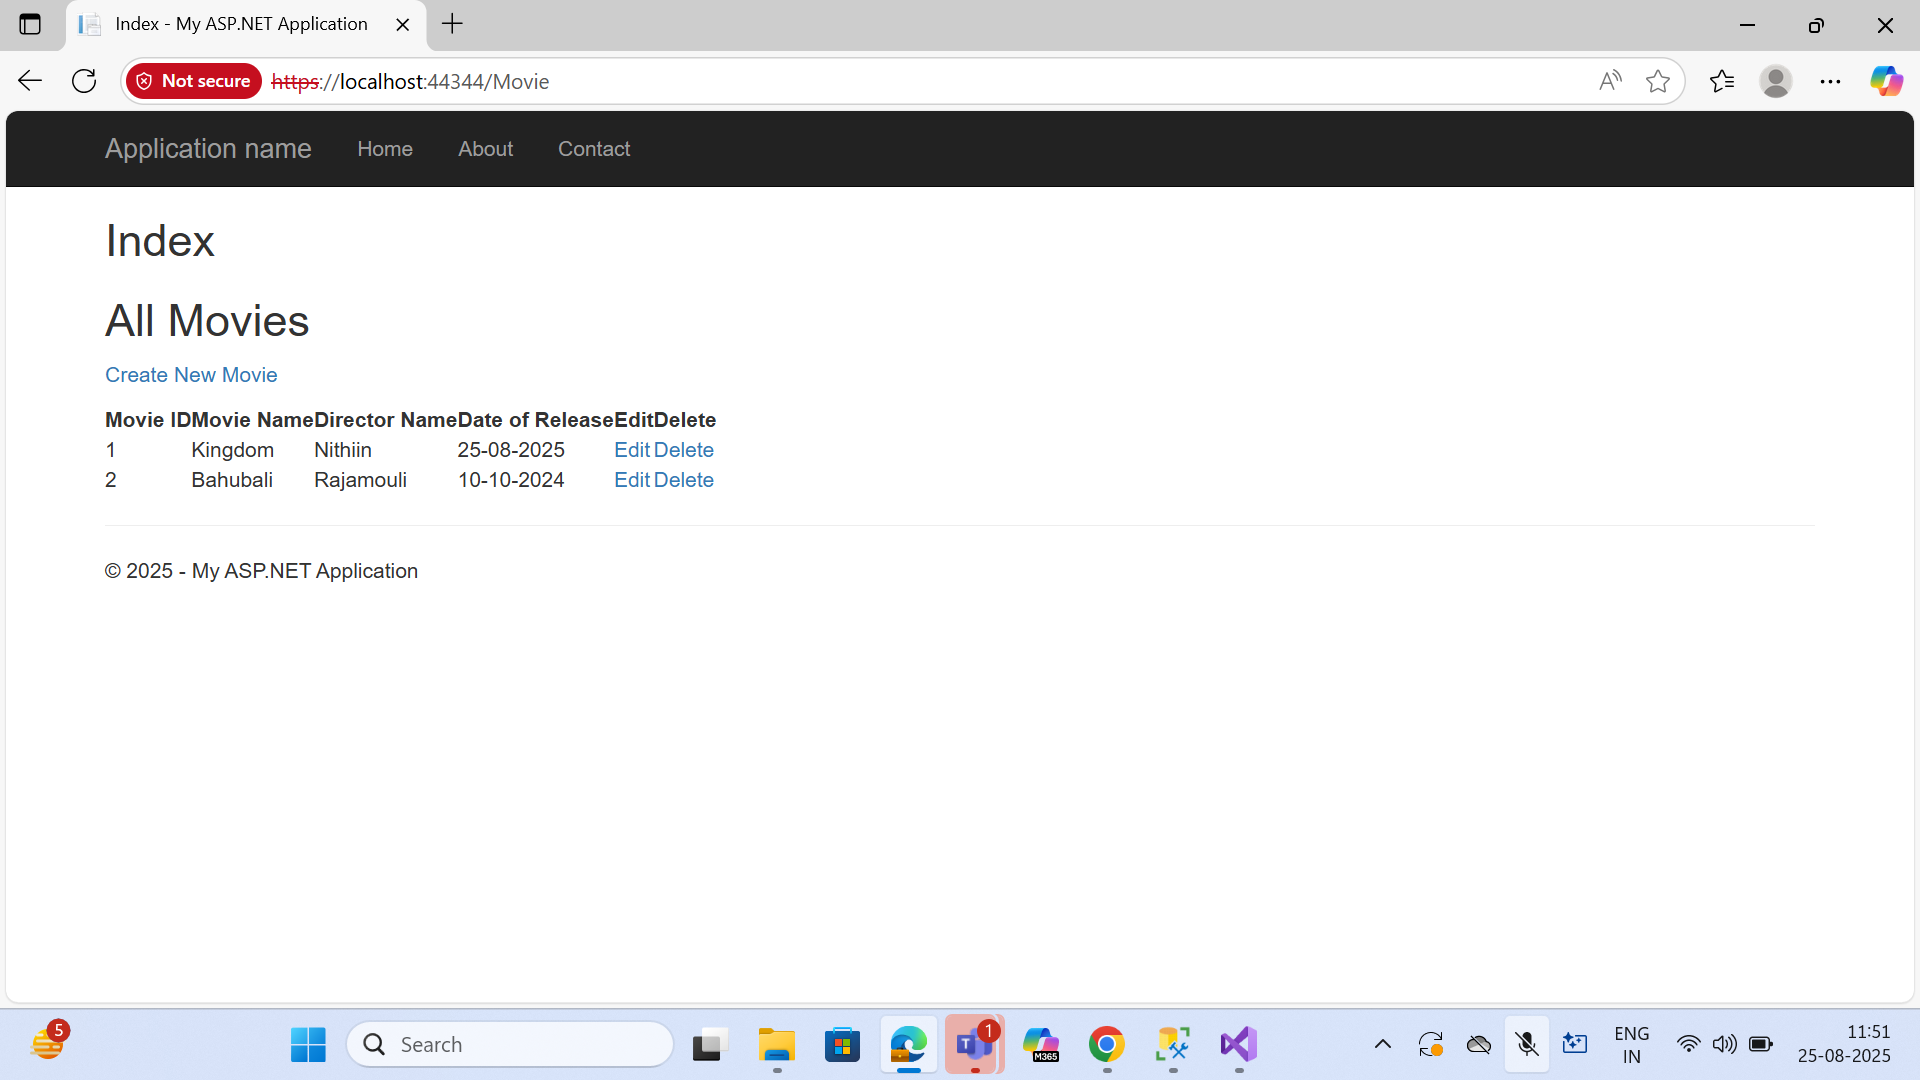 Index - My ASP.NET Application
Not secure https://localhost:44344/Movie
Application name Home About Contact
Index
All Movies
Create New Movie
Movie ID Movie Name Director Name Date of Release Edit Delete
1 Kingdom Nithiin 25-08-2025 Edit Delete
2 Bahubali Rajamouli 10-10-2024 Edit Delete
© 2025 - My ASP.NET Application
5
Search
1
T
M365
ENG
IN
11:51
25-08-2025